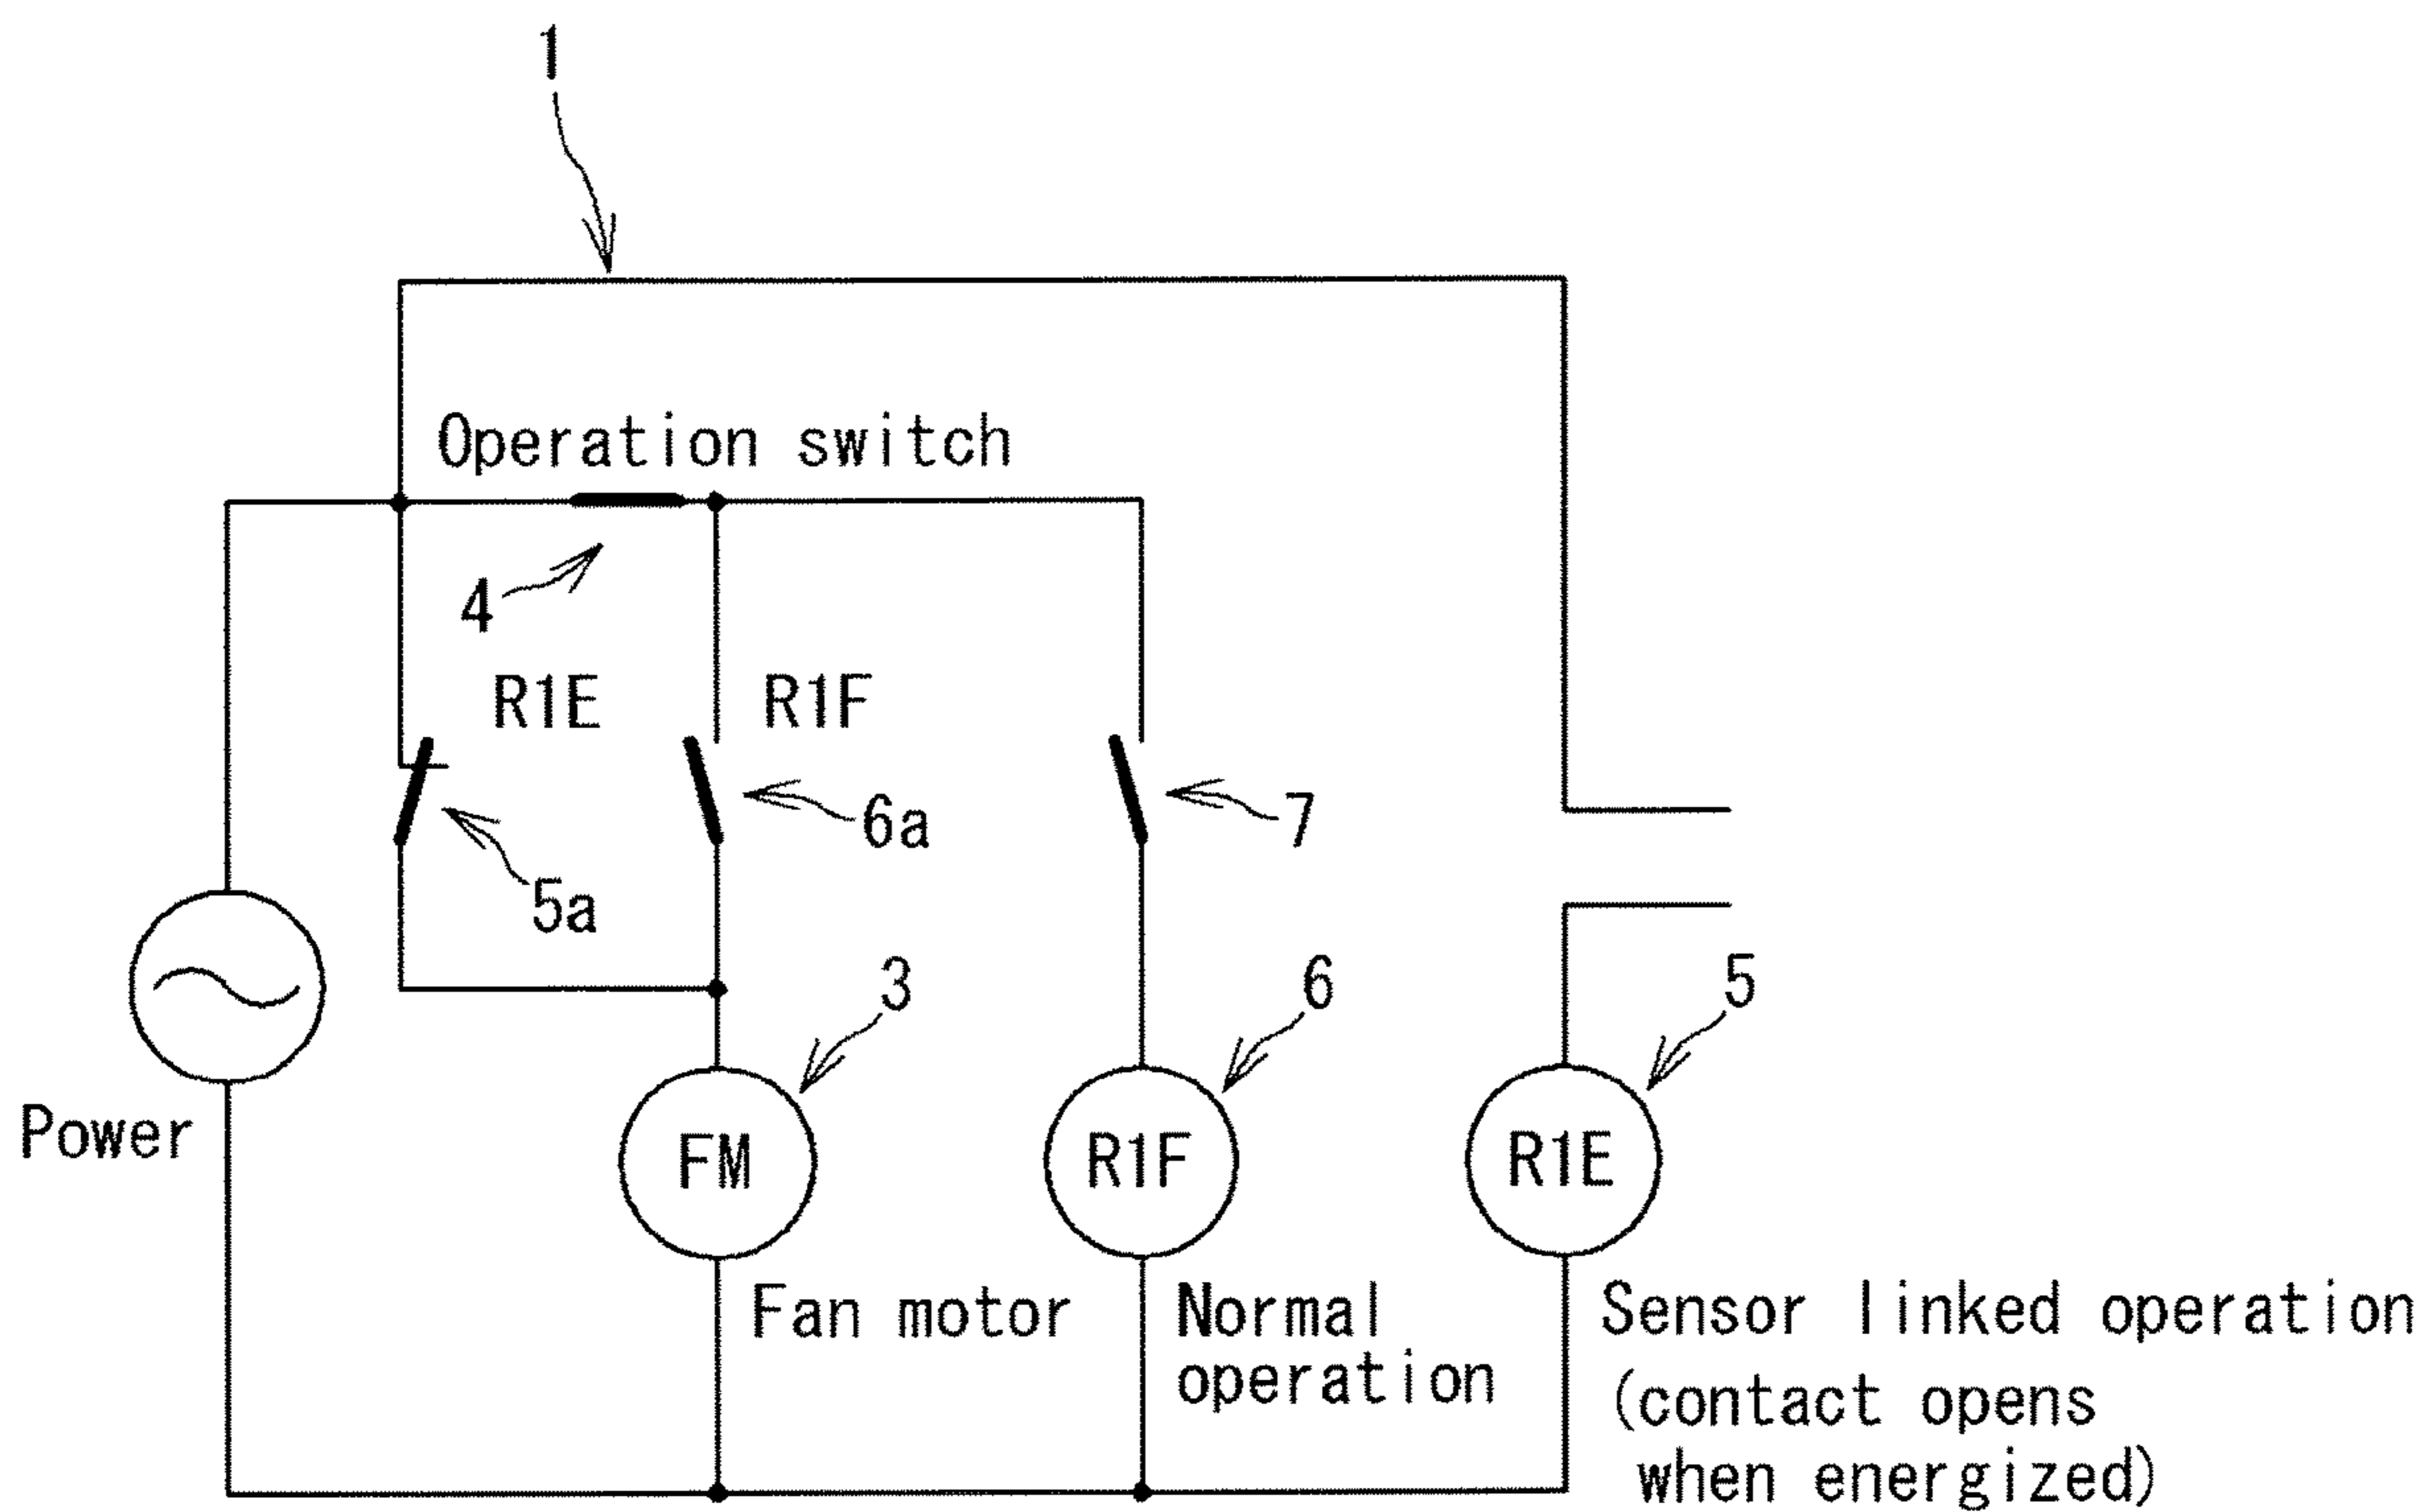 1
Operation switch
4
R1E
R1F
6a
7
5a
3
6
5
Power
FM
R1F
R1E
Fan motor
Normal
operation
Sensor linked operation
(contact opens
when energized)